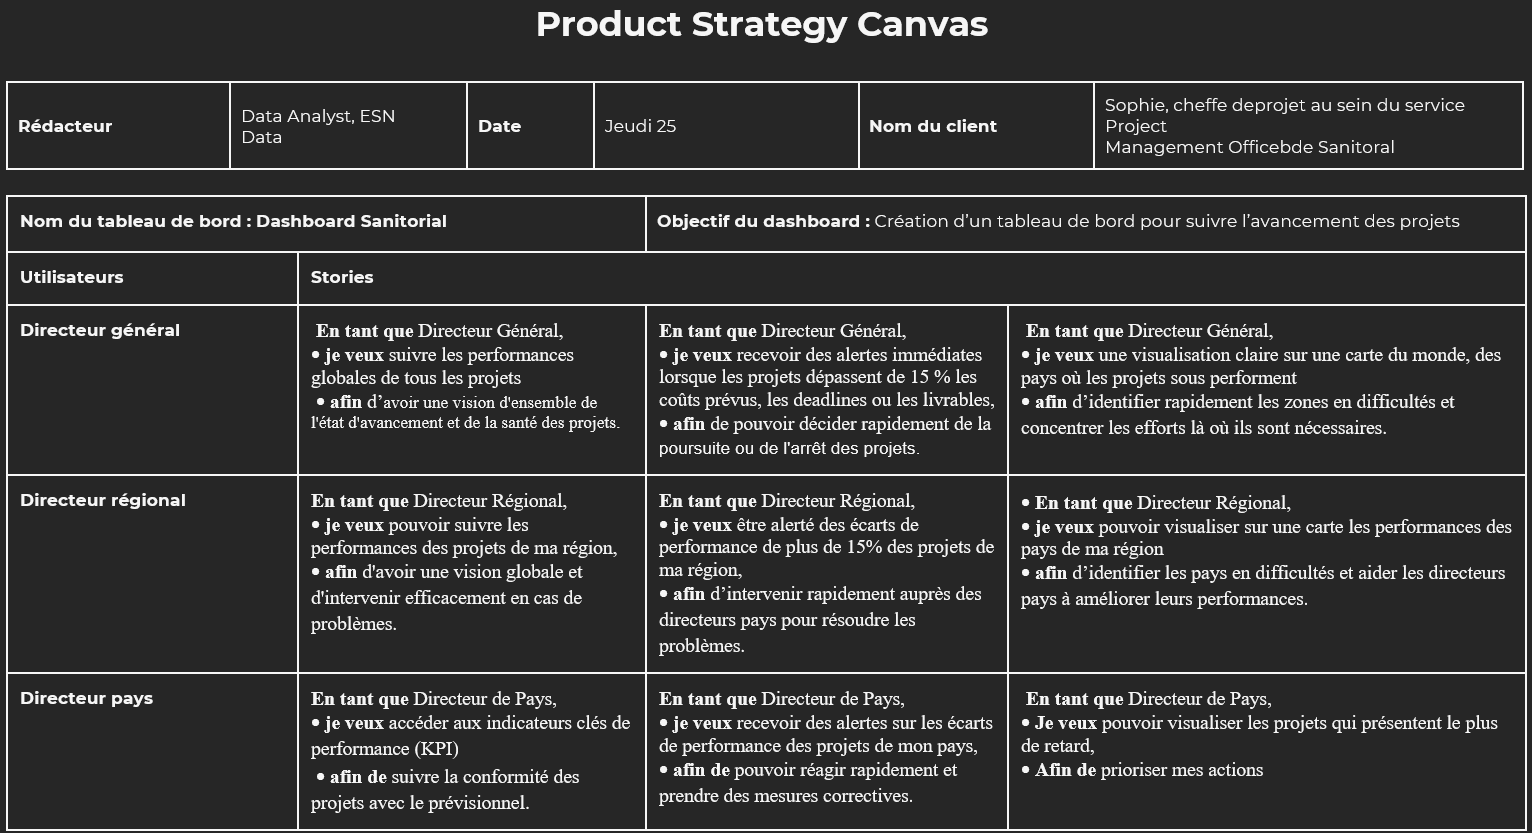 Product Strategy Canvas
Rédacteur
Data Analyst, ESN
Data
Date
Jeudi 25
Nom du client
Sophie, cheffe deprojet au sein du service
Project
Management Officebde Sanitoral
Nom du tableau de bord : Dashboard Sanitorial
Objectif du dashboard : Création d’un tableau de bord pour suivre l’avancement des projets
Utilisateurs
Stories
Directeur général
En tant que Directeur Général,
• je veux suivre les performances
globales de tous les projets
• afin d’avoir une vision d'ensemble de
l'état d'avancement et de la santé des projets.
En tant que Directeur Général,
• je veux recevoir des alertes immédiates
lorsque les projets dépassent de 15 % les
coûts prévus, les deadlines ou les livrables,
• afin de pouvoir décider rapidement de la
poursuite ou de l'arrêt des projets.
En tant que Directeur Général,
• je veux une visualisation claire sur une carte du monde, des
pays où les projets sous performent
• afin d’identifier rapidement les zones en difficultés et
concentrer les efforts là où ils sont nécessaires.
Directeur régional
En tant que Directeur Régional,
• je veux pouvoir suivre les
performances des projets de ma région,
• afin d'avoir une vision globale et
d'intervenir efficacement en cas de
problèmes.
En tant que Directeur Régional,
• je veux être alerté des écarts de
performance de plus de 15% des projets de
ma région,
• afin d’intervenir rapidement auprès des
directeurs pays pour résoudre les
problèmes.
• En tant que Directeur Régional,
• je veux pouvoir visualiser sur une carte les performances des
pays de ma région
• afin d’identifier les pays en difficultés et aider les directeurs
pays à améliorer leurs performances.
Directeur pays
En tant que Directeur de Pays,
• je veux accéder aux indicateurs clés de
performance (KPI)
• afin de suivre la conformité des
projets avec le prévisionnel.
En tant que Directeur de Pays,
• je veux recevoir des alertes sur les écarts
de performance des projets de mon pays,
• afin de pouvoir réagir rapidement et
prendre des mesures correctives.
En tant que Directeur de Pays,
• Je veux pouvoir visualiser les projets qui présentent le plus
de retard,
• Afin de prioriser mes actions